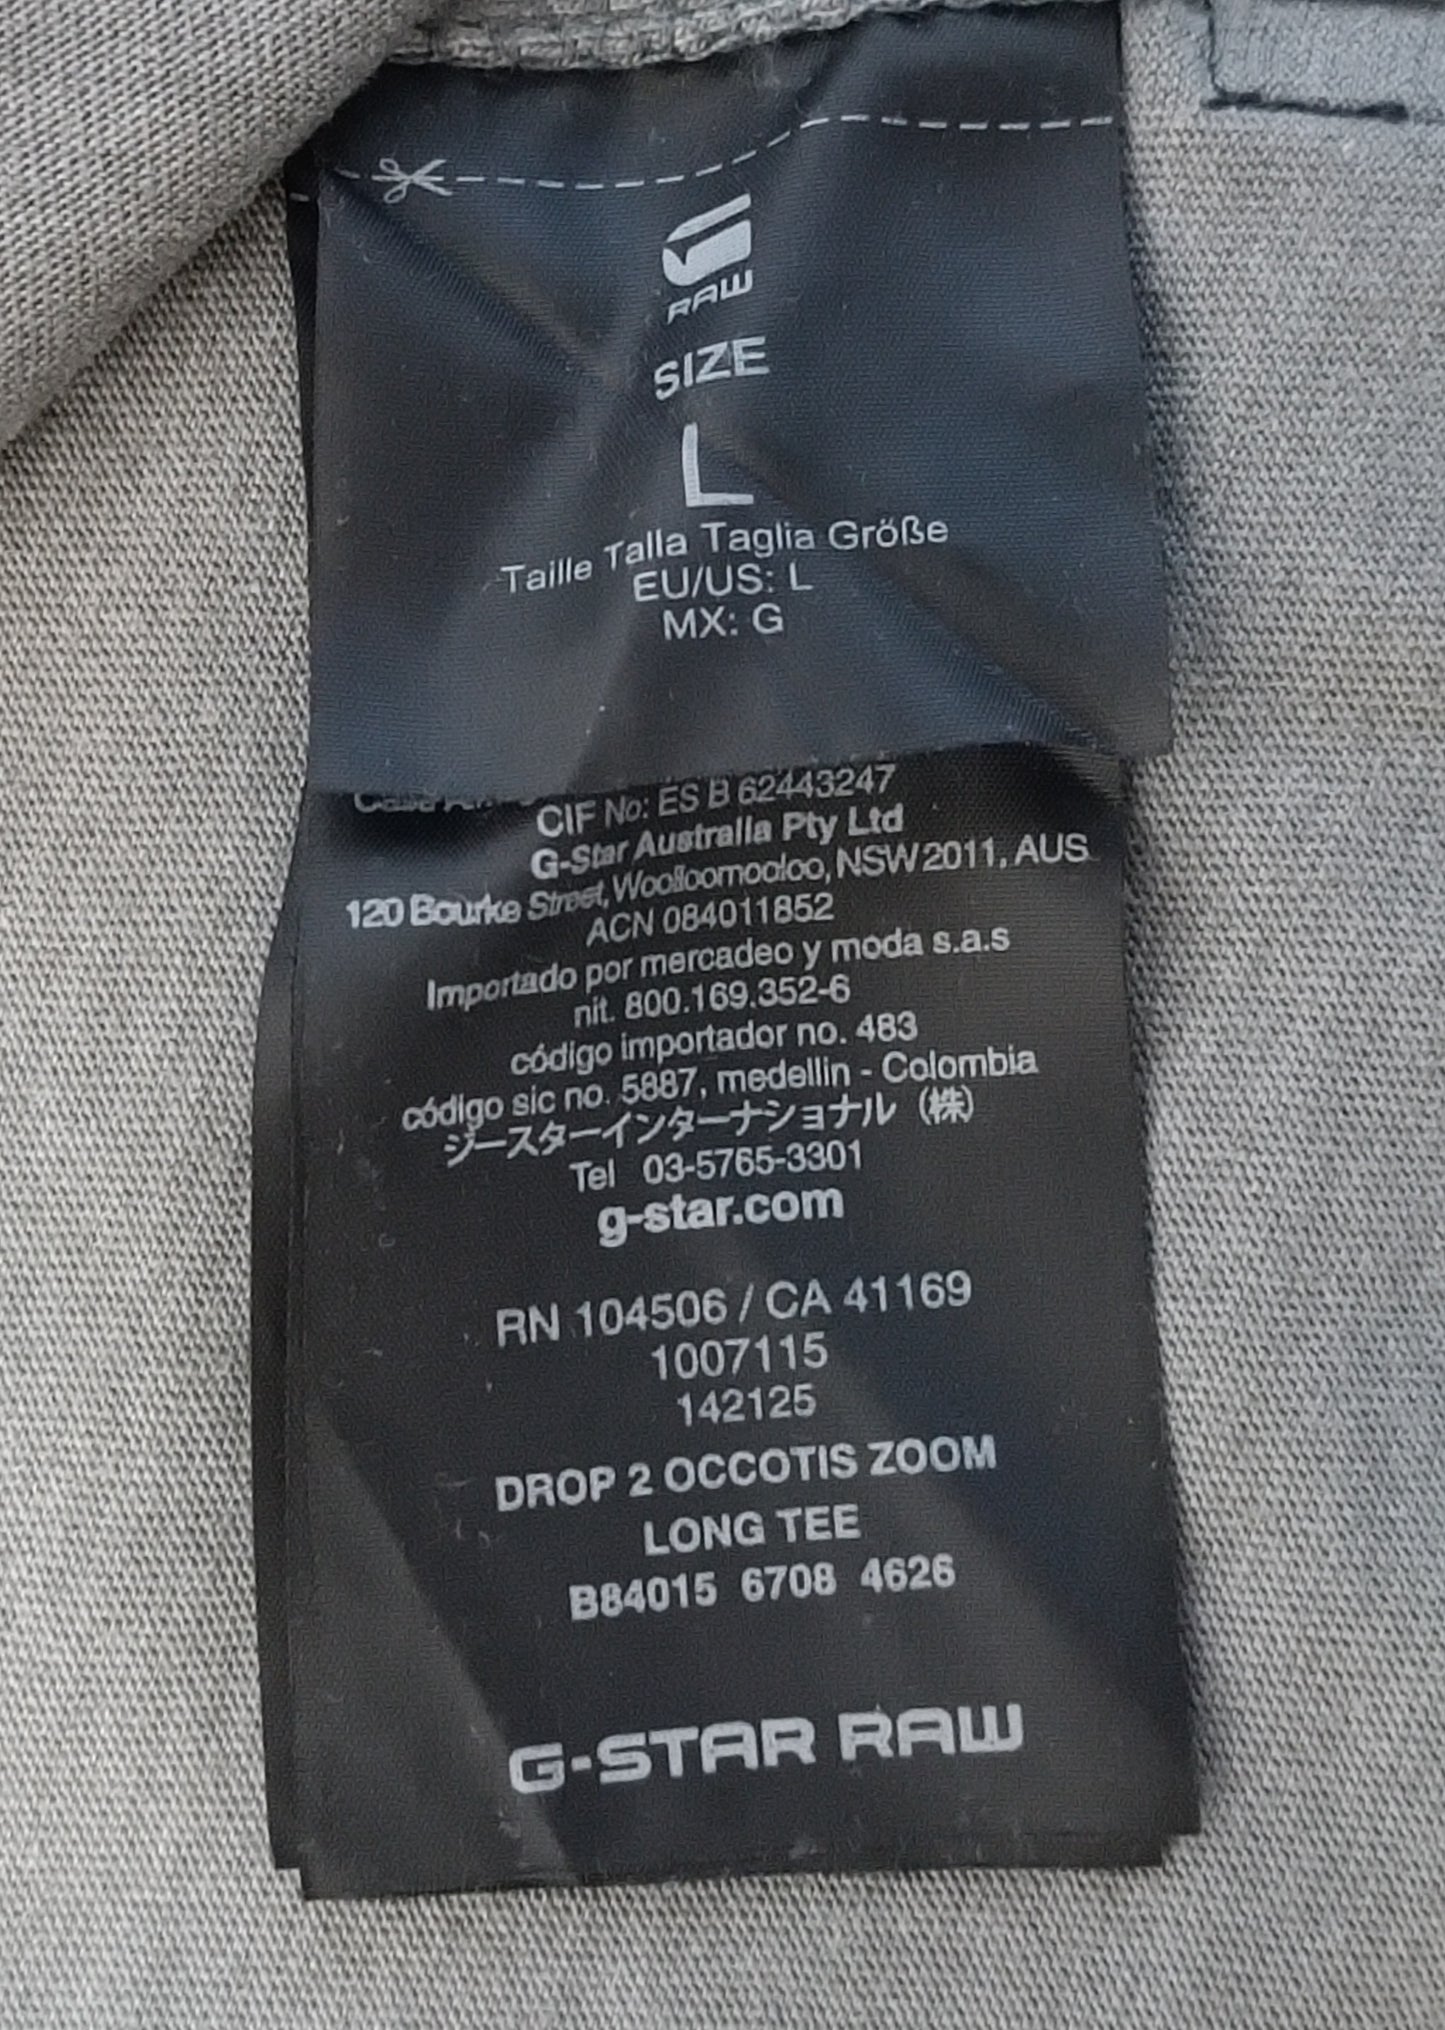 RAW
SIZE
L
Taille Talla Taglia Größe
EU/US: L
MX: G
CIF No: ES B 62443247
G-Star Australia Pty Ltd
120 Bourke Street, Woolloomooloo, NSW 2011, AUS
ACN 084011852
Importado por mercadeo y moda s.a.s
nit. 800.169.352-6
código importador no. 483
código sic no. 5887, medellin - Colombia
ジースターインターナショナル (株)
Tel 03-5765-3301
g-star.com
RN 104506 / CA 41169
1007115
142125
DROP 2 OCCOTIS ZOOM
LONG TEE
B84015 6708 4626
G-STAR RAW